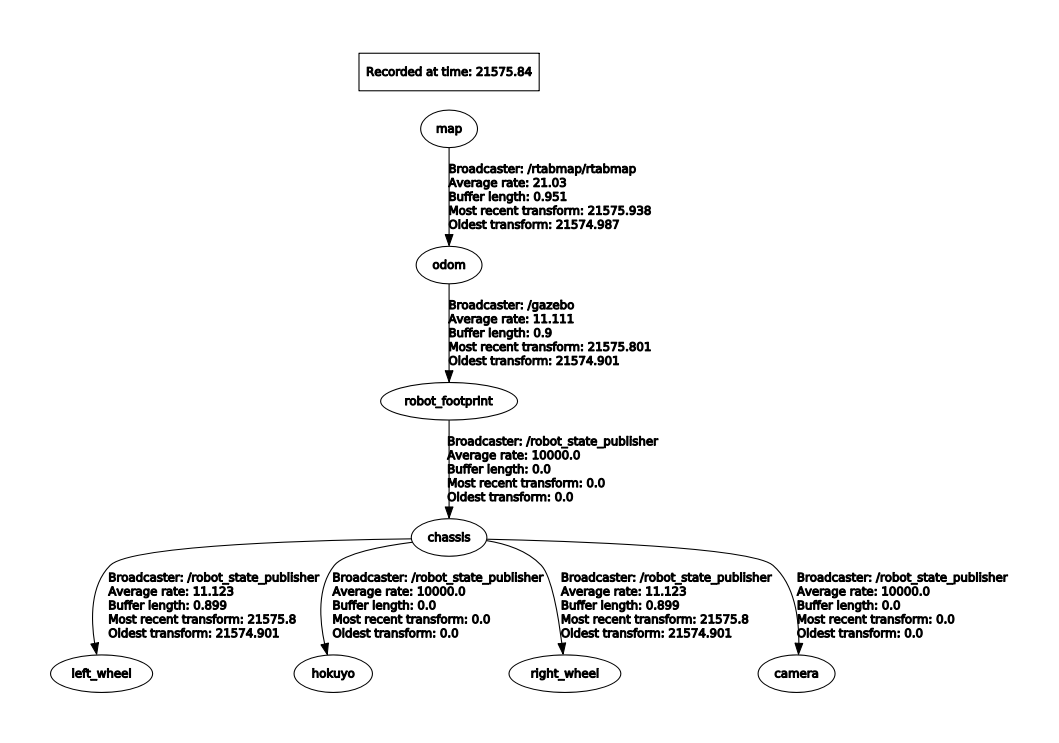 Recorded at time: 21575.84
map
Broadcaster: /rtabmap/rtabmap
Average rate: 21.03
Buffer length: 0.951
Most recent transform: 21575.938
Oldest transform: 21574.987
odom
Broadcaster: /gazebo
Average rate: 11.111
Buffer length: 0.9
Most recent transform: 21575.801
Oldest transform: 21574.901
robot_footprint
Broadcaster: /robot_state_publisher
Average rate: 10000.0
Buffer length: 0.0
Most recent transform: 0.0
Oldest transform: 0.0
chassis
Broadcaster: /robot_state_publisher
Average rate: 11.123
Buffer length: 0.899
Most recent transform: 21575.8
Oldest transform: 21574.901
left_wheel
Broadcaster: /robot_state_publisher
Average rate: 10000.0
Buffer length: 0.0
Most recent transform: 0.0
Oldest transform: 0.0
hokuyo
Broadcaster: /robot_state_publisher
Average rate: 11.123
Buffer length: 0.899
Most recent transform: 21575.8
Oldest transform: 21574.901
right_wheel
Broadcaster: /robot_state_publisher
Average rate: 10000.0
Buffer length: 0.0
Most recent transform: 0.0
Oldest transform: 0.0
camera